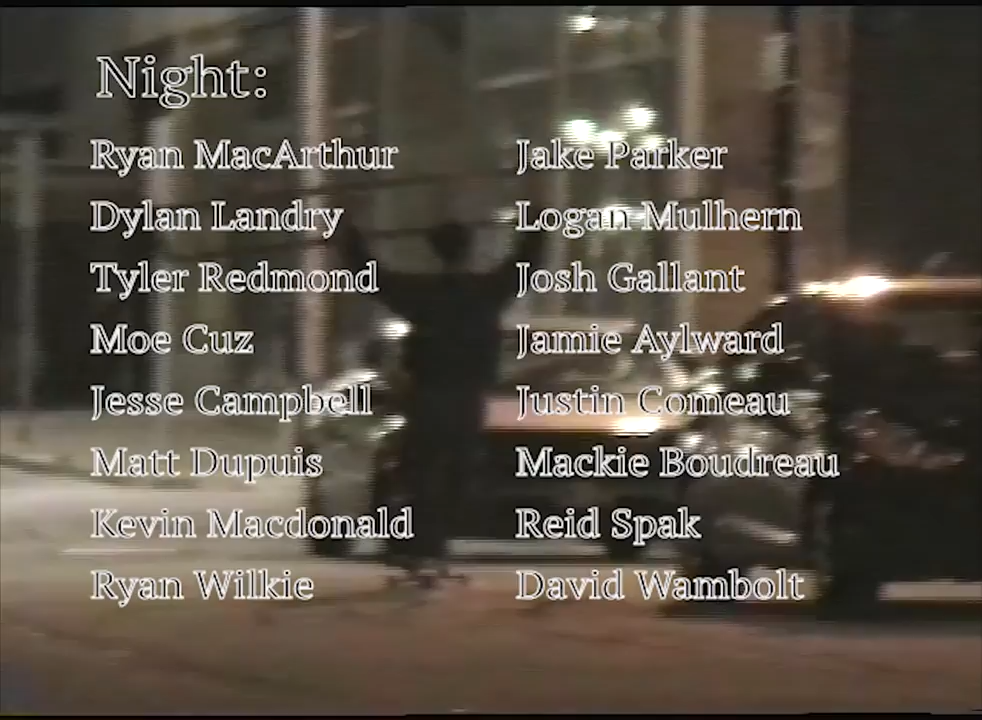 Night:
Ryan MacArthur
Dylan Landry
Tyler Redmond
Moe Cuz
Jesse Campbell
Matt Dupuis
Kevin Macdonald
Ryan Wilkie
Jake Parker
Logan Mulhern
Josh Gallant
Jamie Aylward
Justin Comeau
Mackie Boudreau
Reid Spak
David Wambolt